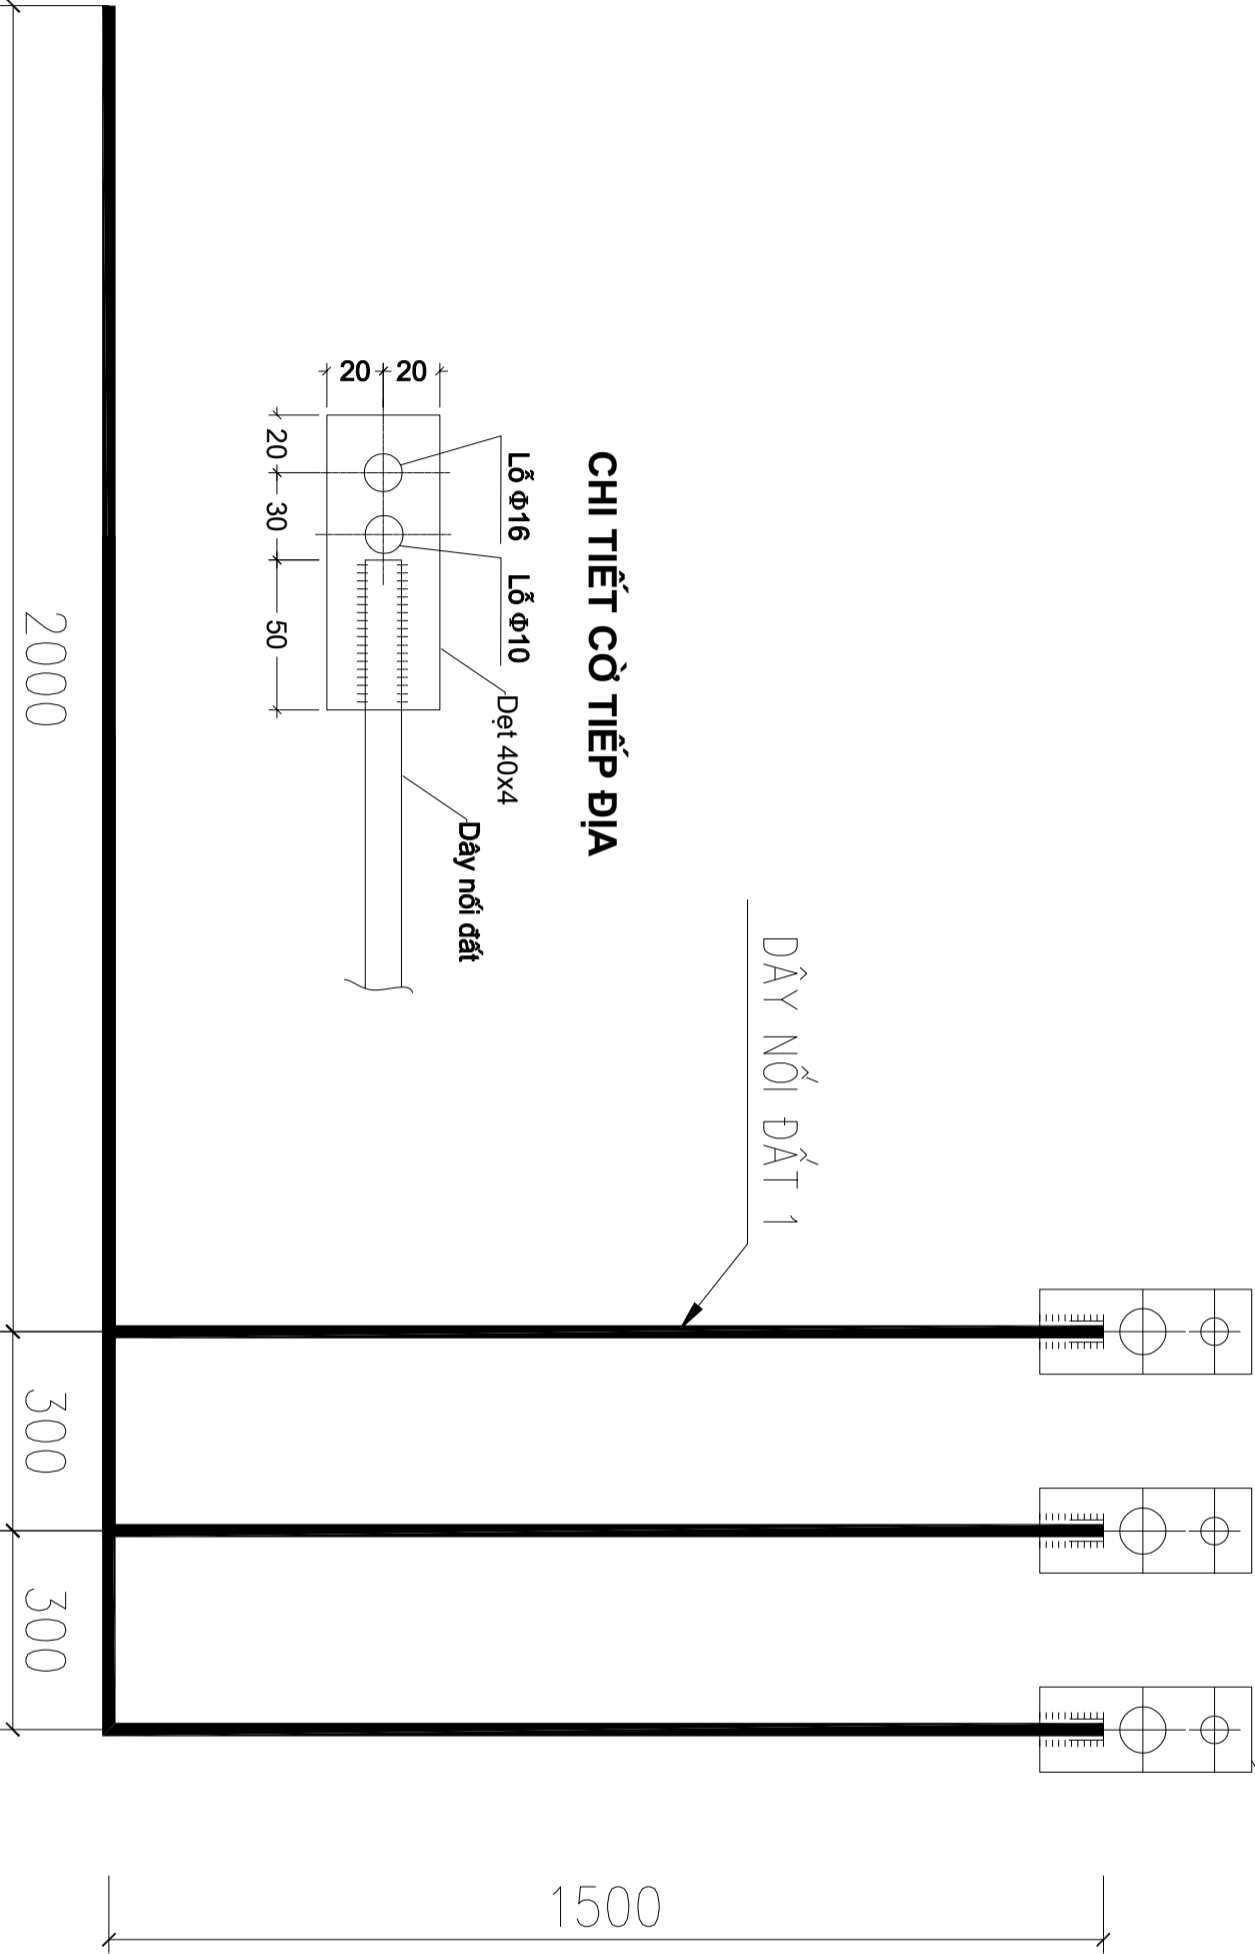 DÂY NỐI ĐẤT 1
CHI TIẾT CỜ TIẾP ĐỊA
Lỗ Φ16
Lỗ Φ10
Dẹt 40x4
Dây nối đất
20
20
20
30
50
2000
300
300
1500